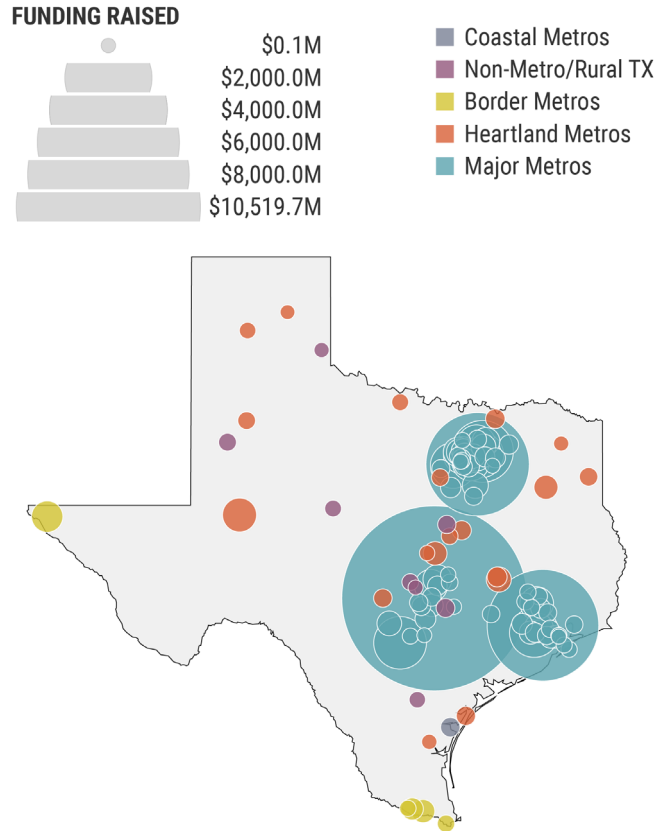 FUNDING RAISED
$0.1M
$2,000.0M
$4,000.0M
$6,000.0M
$8,000.0M
$10,519.7M
Coastal Metros
Non-Metro/Rural TX
Border Metros
Heartland Metros
Major Metros